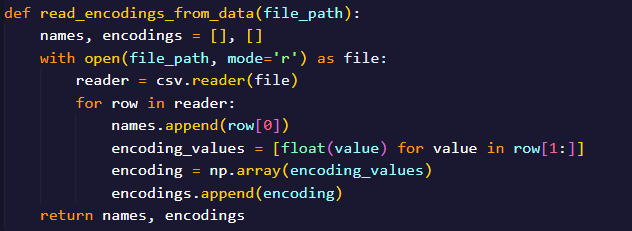 def read_encodings_from_data(file_path):
    names, encodings = [], []
    with open(file_path, mode='r') as file:
        reader = csv.reader(file)
        for row in reader:
            names.append(row[0])
            encoding_values = [float(value) for value in row[1:]]
            encoding = np.array(encoding_values)
            encodings.append(encoding)
    return names, encodings